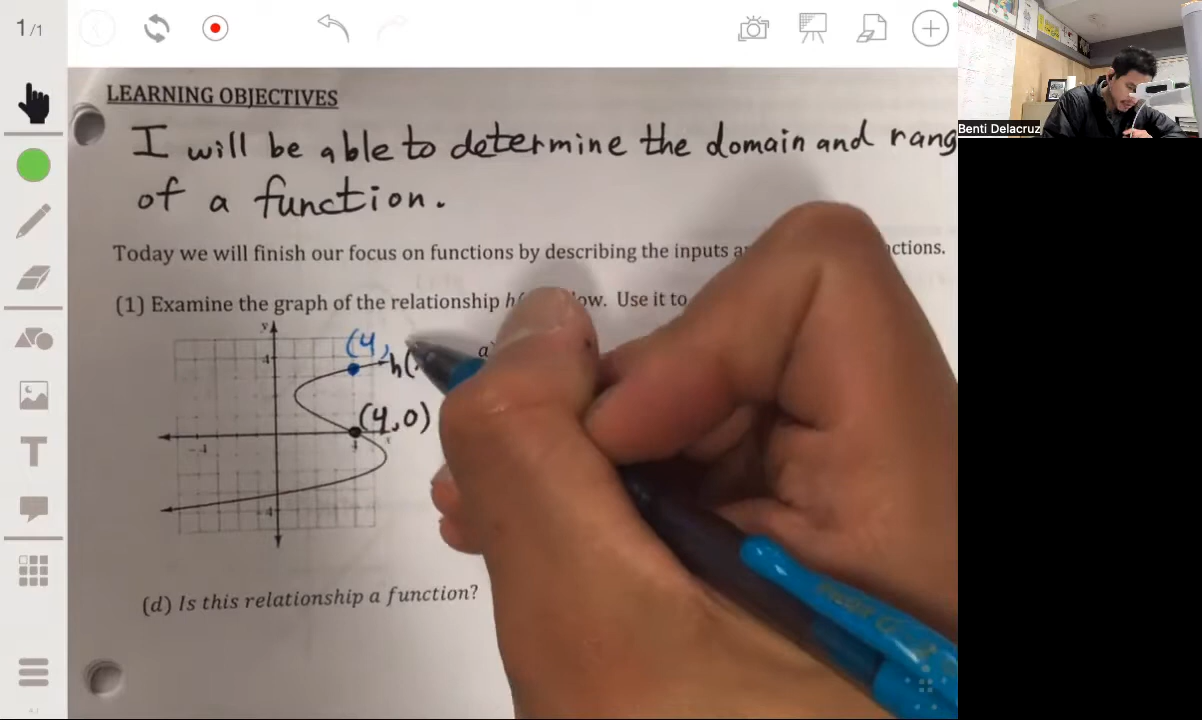 1/1
Benti Delacruz
LEARNING OBJECTIVES
I will be able to determine the domain and rang
of a function.
Today we will finish our focus on functions by describing the inputs
(1) Examine the graph of the relationship Use it to
y
(4,
h(
(4,0)
(d) Is this relationship a function?
T